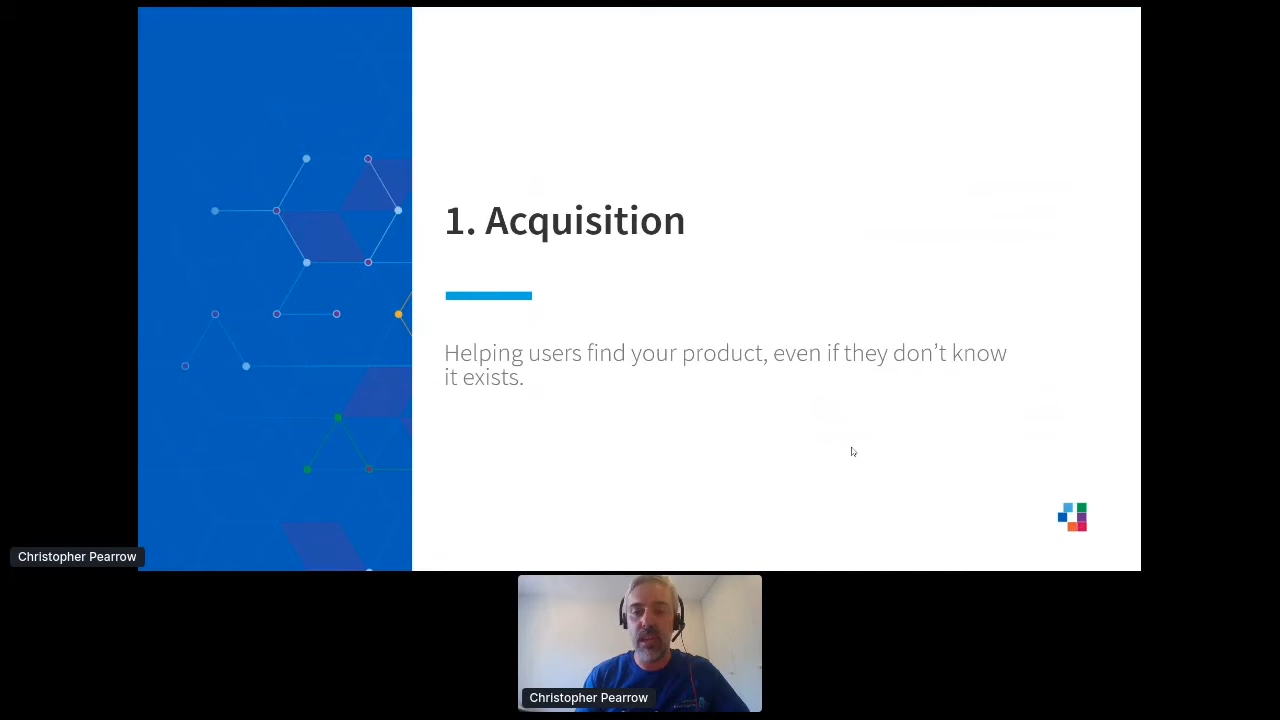 1. Acquisition
Helping users find your product, even if they don’t know
it exists.
Christopher Pearrow
Christopher Pearrow